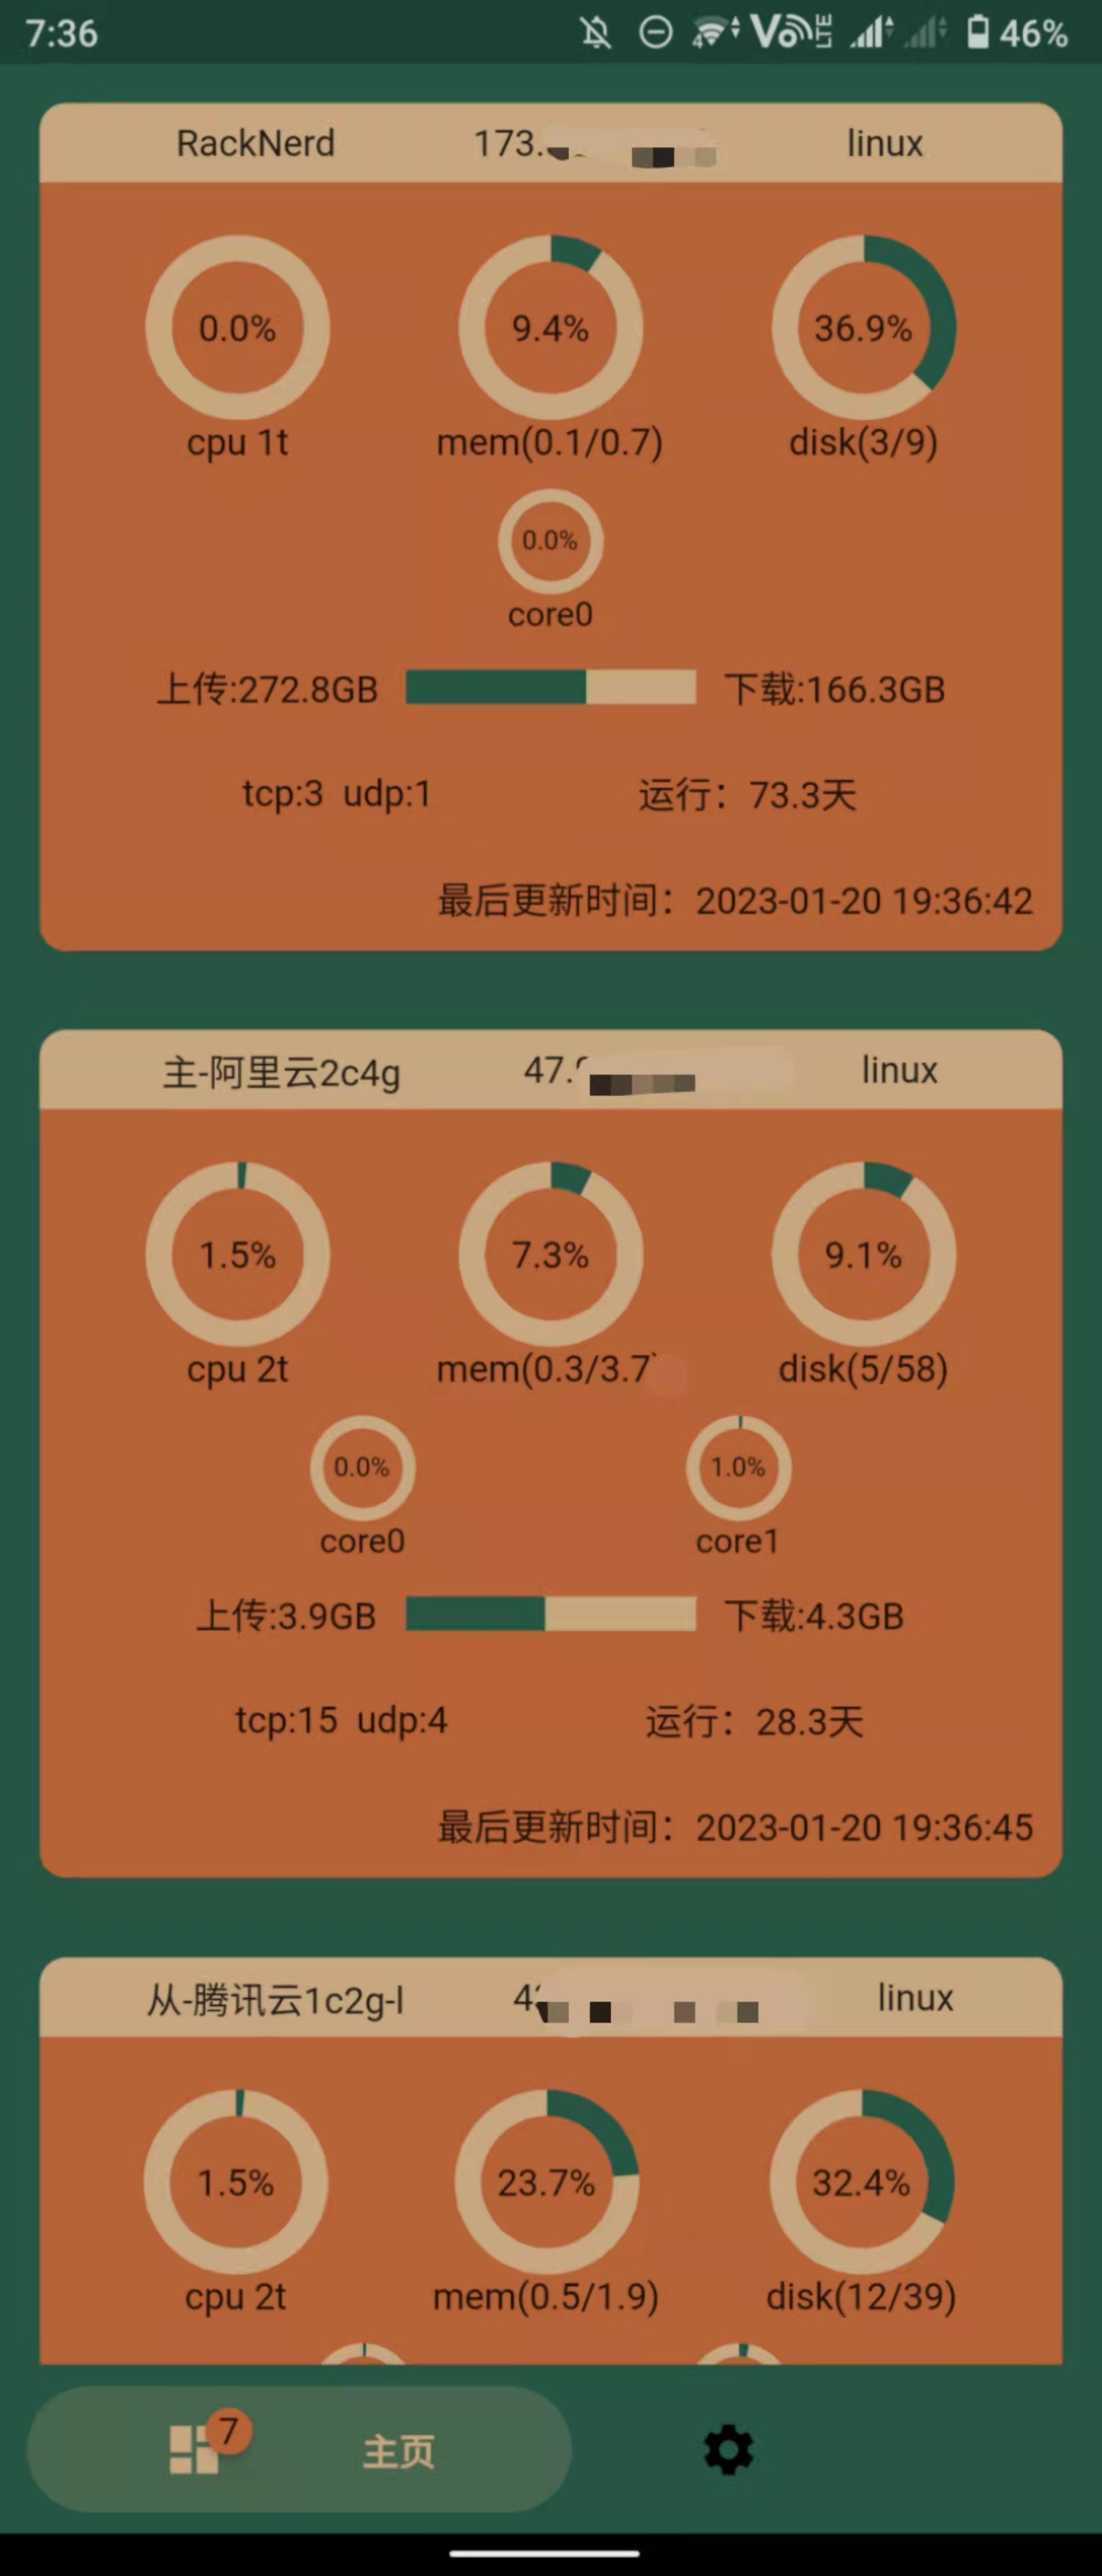 7:36 4 Vo LTE 46%
RackNerd 173. linux
0.0% 9.4% 36.9%
cpu 1t mem(0.1/0.7) disk(3/9)
0.0%
core0
上传:272.8GB 下载:166.3GB
tcp:3 udp:1 运行：73.3天
最后更新时间：2023-01-20 19:36:42
主-阿里云2c4g 47. linux
1.5% 7.3% 9.1%
cpu 2t mem(0.3/3.7 disk(5/58)
0.0% 1.0%
core0 core1
上传:3.9GB 下载:4.3GB
tcp:15 udp:4 运行：28.3天
最后更新时间：2023-01-20 19:36:45
从-腾讯云1c2g-l linux
1.5% 23.7% 32.4%
cpu 2t mem(0.5/1.9) disk(12/39)
7 主页